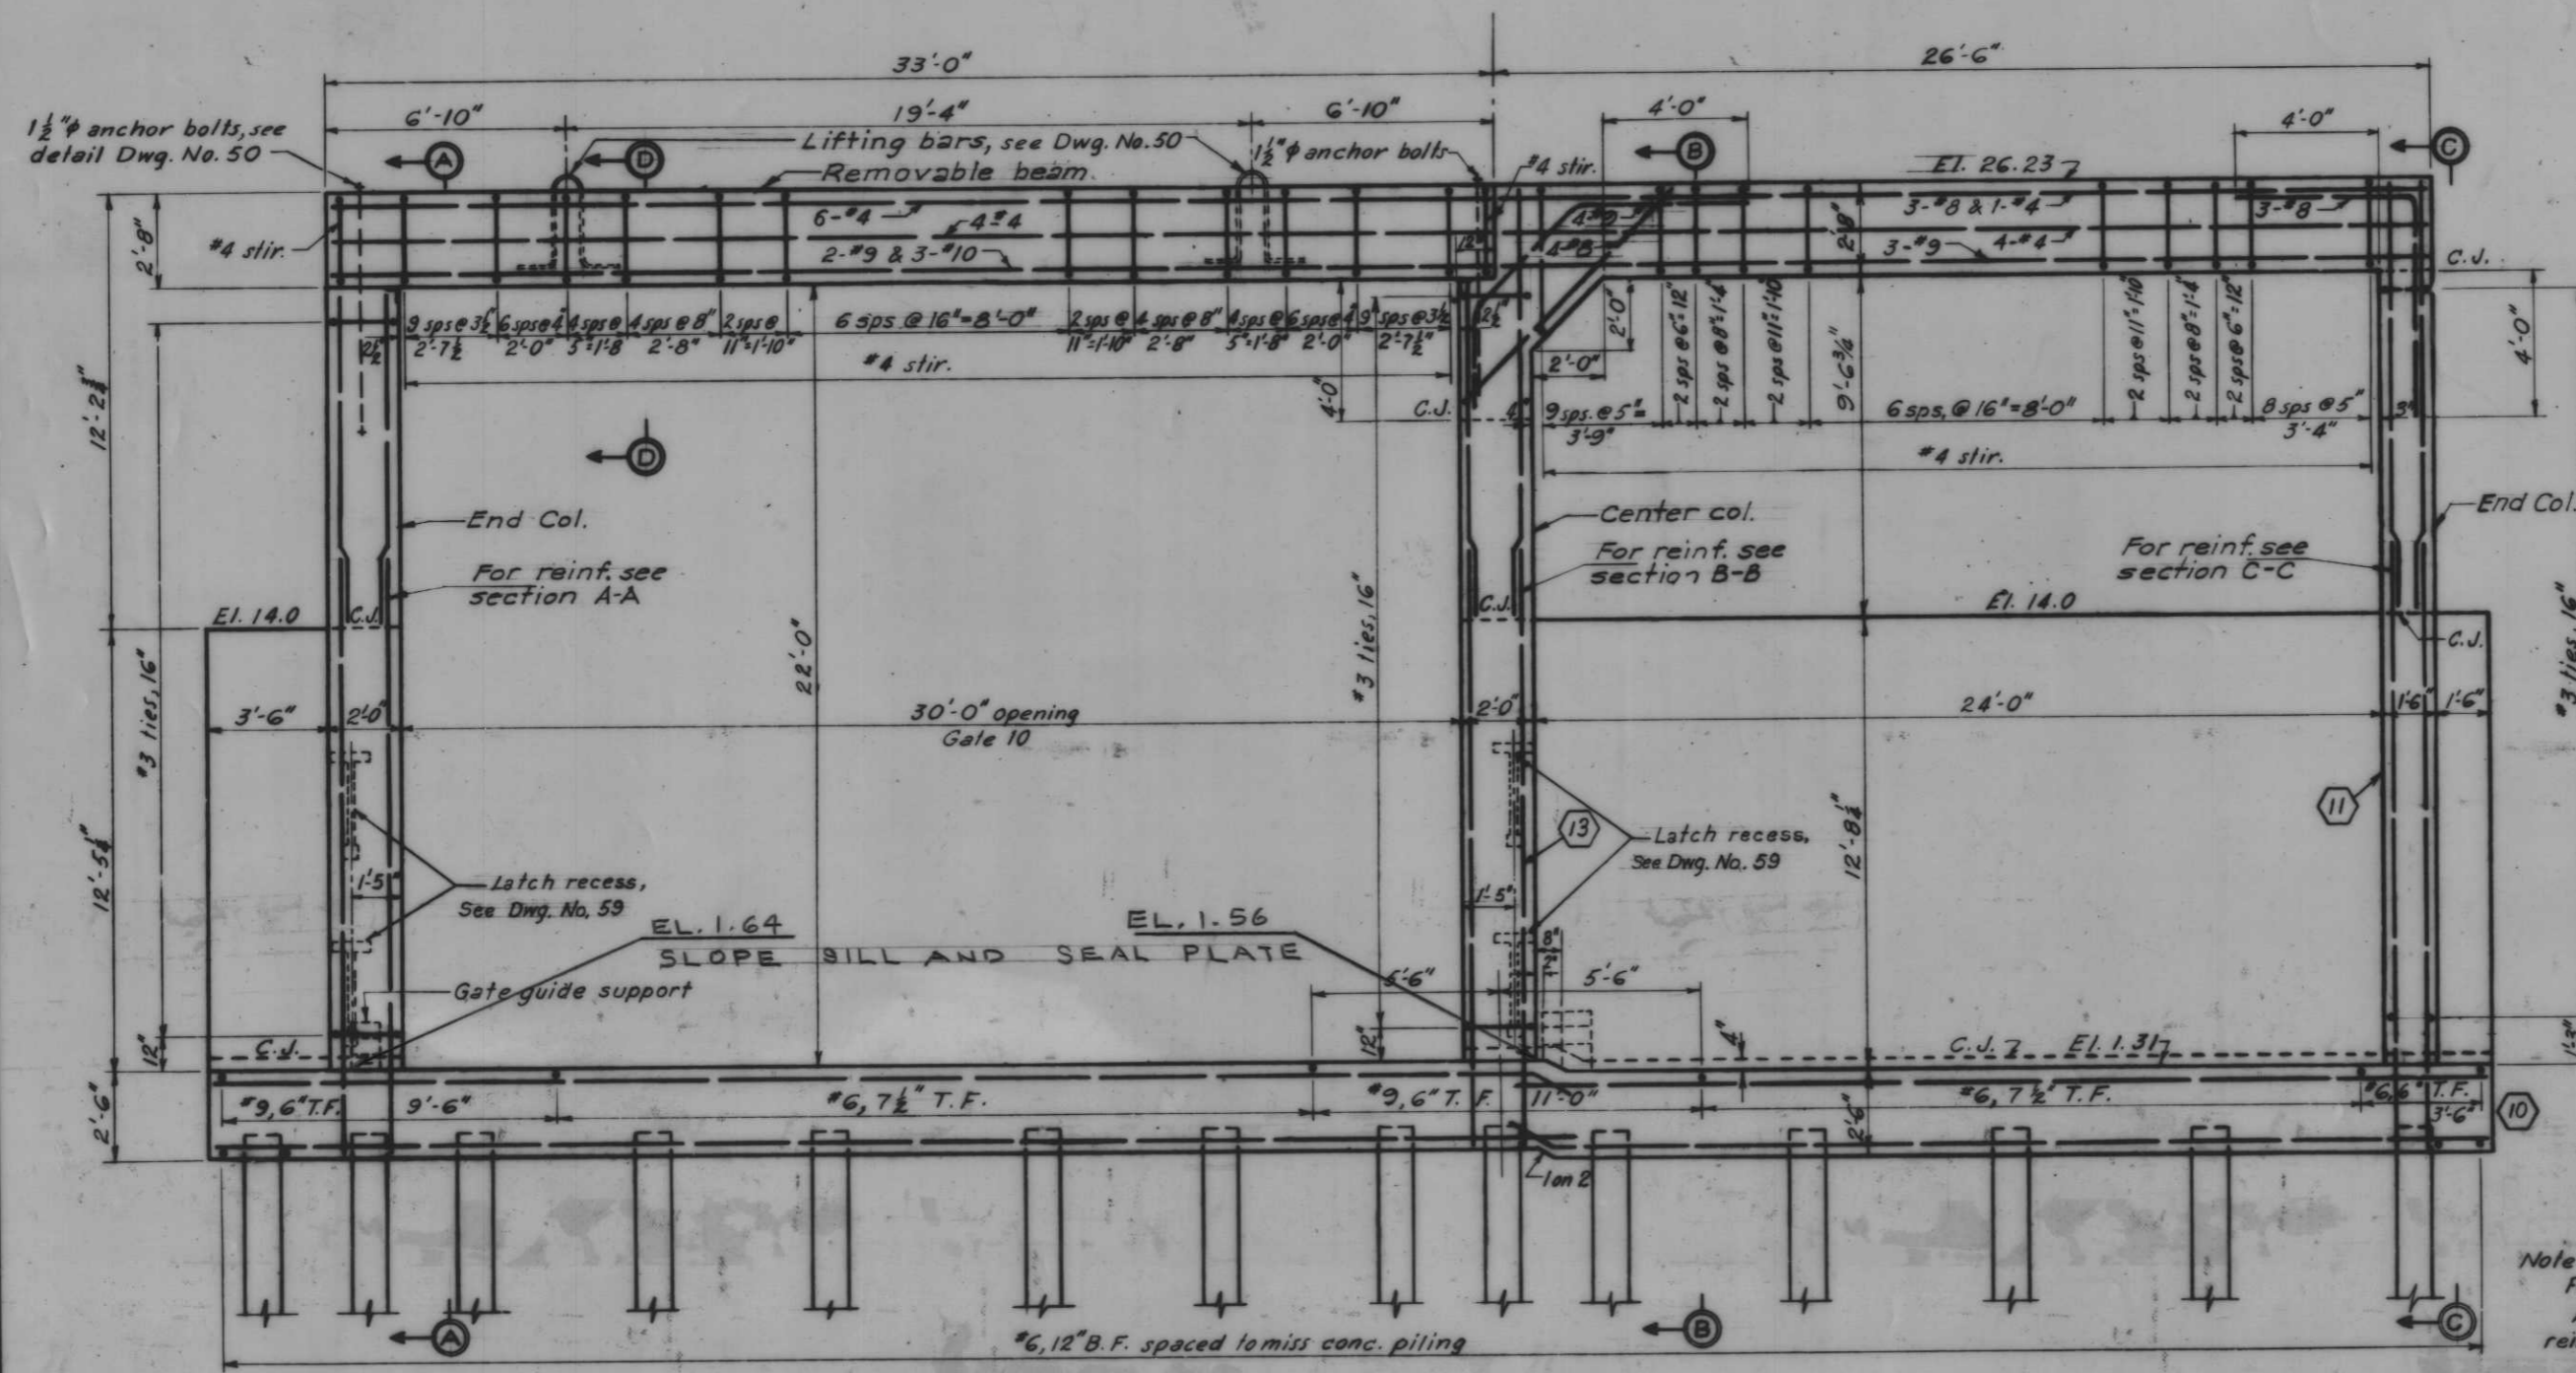 33'-0"
26'-6"
6'-10"
19'-4"
6'-10"
4'-0"
4'-0"
1½"φ anchor bolts, see
detail Dwg. No. 50
A
D
Lifting bars, see Dwg. No. 50
Removable beam
1½"φ anchor bolts
#4 stir.
B
El. 26.23
C
2'-8"
#4 stir.
6-#4
4-#4
2-#9 & 3-#10
12"
4-#8
2'-8"
3-#8 & 1-#4
3-#9
4-#4
3-#8
C.J.
9 sps @ 3½"
2'-7½"
6 sps @ 4"
2'-0"
4 sps @
5"=1'-8"
4 sps @ 8"
2'-8"
2 sps @
11"=1'-10"
6 sps @ 16"=8'-0"
2 sps @
11"=1'-10"
4 sps @ 8"
2'-8"
4 sps @
5"=1'-8"
6 sps @ 4"
2'-0"
9 sps @ 3½"
2'-7½"
2½"
2½"
#4 stir.
4'-0"
2'-0"
2'-0"
2 sps @ 6"=12"
2 sps @ 8"=1'-4"
2 sps @ 11"=1'-10"
9'-6¾"
2 sps @ 11"=1'-10"
2 sps @ 8"=1'-4"
2 sps @ 6"=12"
4'-0"
C.J.
4"
9 sps. @ 5"=
3'-9"
6 sps, @ 16"=8'-0"
8 sps @ 5"
3'-4"
3"
#4 stir.
D
End Col.
For reinf. see
section A-A
Center col.
For reinf. see
section B-B
For reinf. see
section C-C
End Col.
El. 14.0
C.J.
C.J.
El. 14.0
C.J.
#3 ties, 16"
22'-0"
#3 ties, 16"
#3 ties, 16"
3'-6"
2'-0"
30'-0" opening
Gate 10
2'-0"
24'-0"
1'-6"
1'-6"
13
11
Latch recess,
See Dwg. No. 59
12'-8¼"
12'-5¼"
1'-5"
Latch recess,
See Dwg. No. 59
1'-5"
EL. 1.64
EL. 1.56
SLOPE SILL AND SEAL PLATE
8"
2"
Gate guide support
5'-6"
5'-6"
12"
C.J.
12"
4"
C.J.
El. 1.31
2'-6"
#9, 6" T.F.
9'-6"
#6, 7½" T.F.
#9, 6" T. F.
11'-0"
#6, 7½" T.F.
2'-6"
#6, 6" T.F.
3'-6"
10
1 on 2
Note
A
B
C
#6, 12" B.F. spaced to miss conc. piling